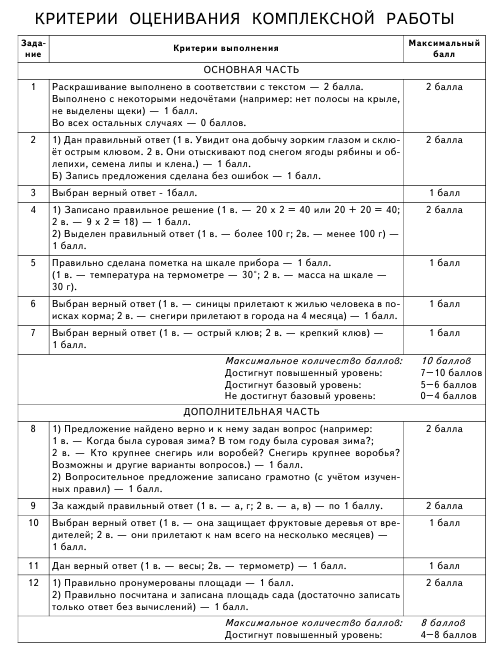 КРИТЕРИИ ОЦЕНИВАНИЯ КОМПЛЕКСНОЙ РАБОТЫ
Зада-
ние
Критерии выполнения
Максимальный
балл
ОСНОВНАЯ ЧАСТЬ
1
Раскрашивание выполнено в соответствии с текстом — 2 балла.
2 балла
Выполнено с некоторыми недочётами (например: нет полосы на крыле,
не выделены щеки) — 1 балл.
Во всех остальных случаях — 0 баллов.
2
1) Дан правильный ответ (1 в. Увидит она добычу зорким глазом и склю-
2 балла
ёт острым клювом. 2 в. Они отыскивают под снегом ягоды рябины и об-
лепихи, семена липы и клена.) — 1 балл.
Б) Запись предложения сделана без ошибок — 1 балл.
3
Выбран верный ответ - 1балл.
1 балл
4
1) Записано правильное решение (1 в. — 20 х 2 = 40 или 20 + 20 = 40;
2 балла
2 в. — 9 х 2 = 18) — 1 балл.
2) Выделен правильный ответ (1 в. — более 100 г; 2в. — менее 100 г) —
1 балл.
5
Правильно сделана пометка на шкале прибора — 1 балл.
1 балл
(1 в. — температура на термометре — 30°; 2 в. — масса на шкале —
30 г).
6
Выбран верный ответ (1 в. — синицы прилетают к жилью человека в по-
1 балл
исках корма; 2 в. — снегири прилетают в города на 4 месяца) — 1 балл.
7
Выбран верный ответ (1 в. — острый клюв; 2 в. — крепкий клюв) —
1 балл
1 балл.
Максимальное количество баллов: 10 баллов
Достигнут повышенный уровень: 7—10 баллов
Достигнут базовый уровень: 5—6 баллов
Не достигнут базовый уровень: 0—4 баллов
ДОПОЛНИТЕЛЬНАЯ ЧАСТЬ
8
1) Предложение найдено верно и к нему задан вопрос (например:
2 балла
1 в. — Когда была суровая зима? В том году была суровая зима?;
2 в. — Кто крупнее снегирь или воробей? Снегирь крупнее воробья?
Возможны и другие варианты вопросов.) — 1 балл.
2) Вопросительное предложение записано грамотно (с учётом изучен-
ных правил) — 1 балл.
9
За каждый правильный ответ (1 в. — а, г; 2 в. — а, в) — по 1 баллу.
2 балла
10
Выбран верный ответ (1 в. — она защищает фруктовые деревья от вре-
1 балл
дителей; 2 в. — они прилетают к нам всего на несколько месяцев) —
1 балл.
11
Дан верный ответ (1 в. — весы; 2в. — термометр) — 1 балл.
1 балл
12
1) Правильно пронумерованы площади — 1 балл.
2 балла
2) Правильно посчитана и записана площадь сада (достаточно записать
только ответ без вычислений) — 1 балл.
Максимальное количество баллов: 8 баллов
Достигнут повышенный уровень: 4—8 баллов